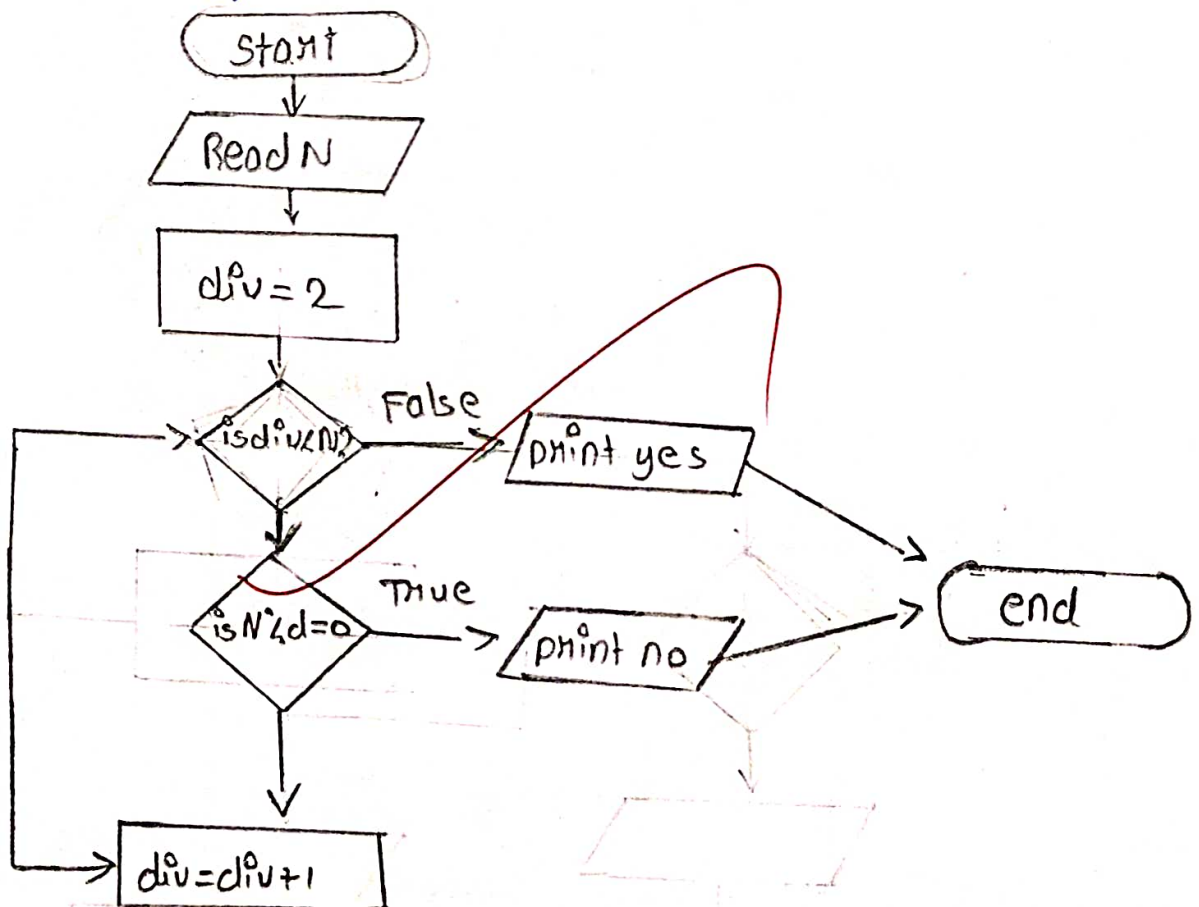 Start
Read N
div = 2
is div < N?
False
print yes
is N % d = 0
True
print no
end
div = div + 1